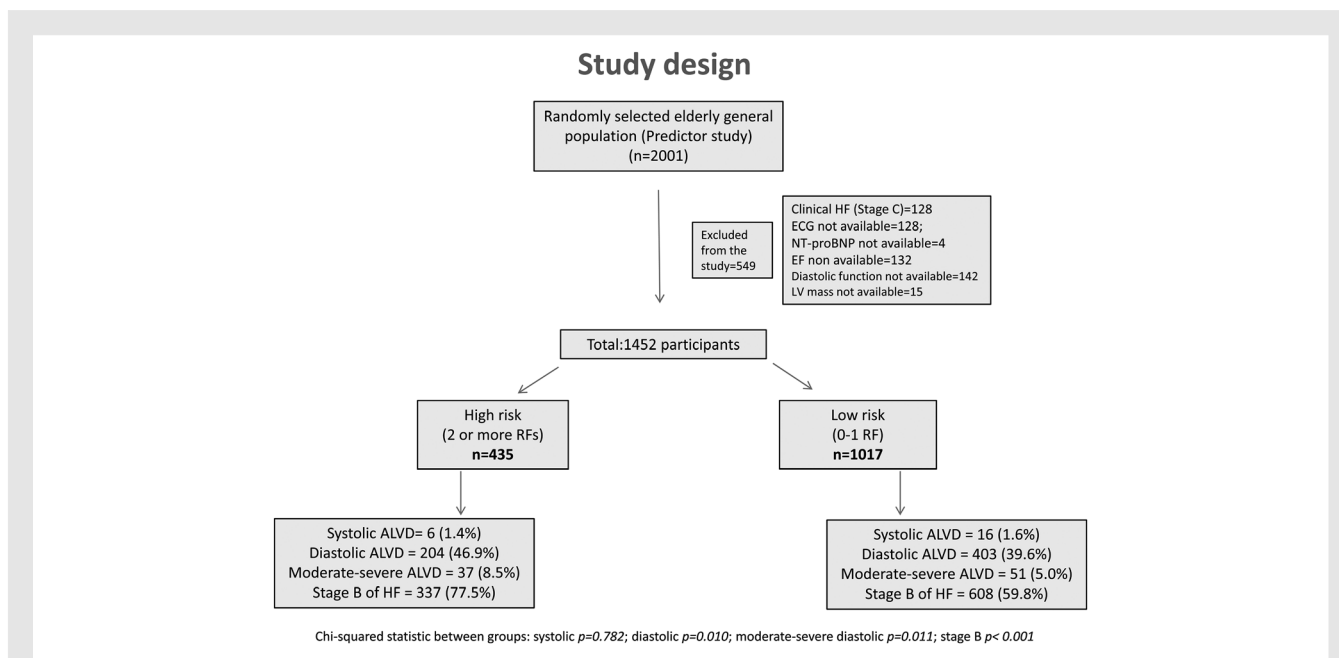 Study design
Randomly selected elderly general
population (Predictor study)
(n=2001)
Excluded
from the
study=549
Clinical HF (Stage C)=128
ECG not available=128;
NT-proBNP not available=4
EF non available=132
Diastolic function not available=142
LV mass not available=15
Total:1452 participants
High risk
(2 or more RFs)
n=435
Low risk
(0-1 RF)
n=1017
Systolic ALVD= 6 (1.4%)
Diastolic ALVD = 204 (46.9%)
Moderate-severe ALVD = 37 (8.5%)
Stage B of HF = 337 (77.5%)
Systolic ALVD = 16 (1.6%)
Diastolic ALVD = 403 (39.6%)
Moderate-severe ALVD = 51 (5.0%)
Stage B of HF = 608 (59.8%)
Chi-squared statistic between groups: systolic p=0.782; diastolic p=0.010; moderate-severe diastolic p=0.011; stage B p< 0.001